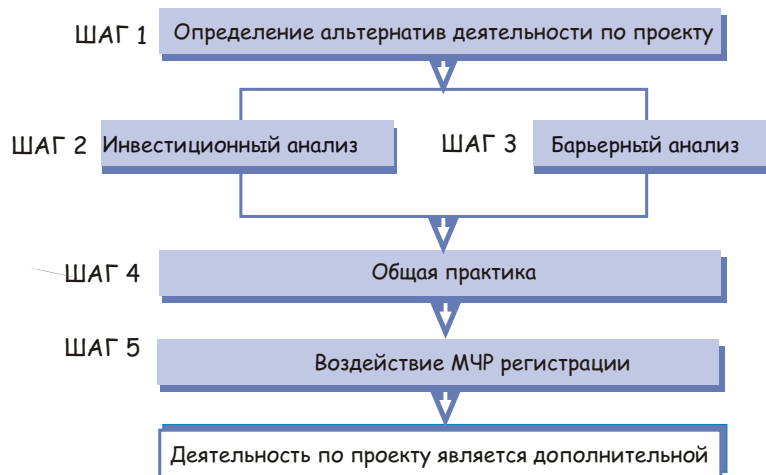 ШАГ 1 Определение альтернатив деятельности по проекту
ШАГ 2 Инвестиционный анализ
ШАГ 3 Барьерный анализ
ШАГ 4 Общая практика
ШАГ 5 Воздействие МЧР регистрации
Деятельность по проекту является дополнительной